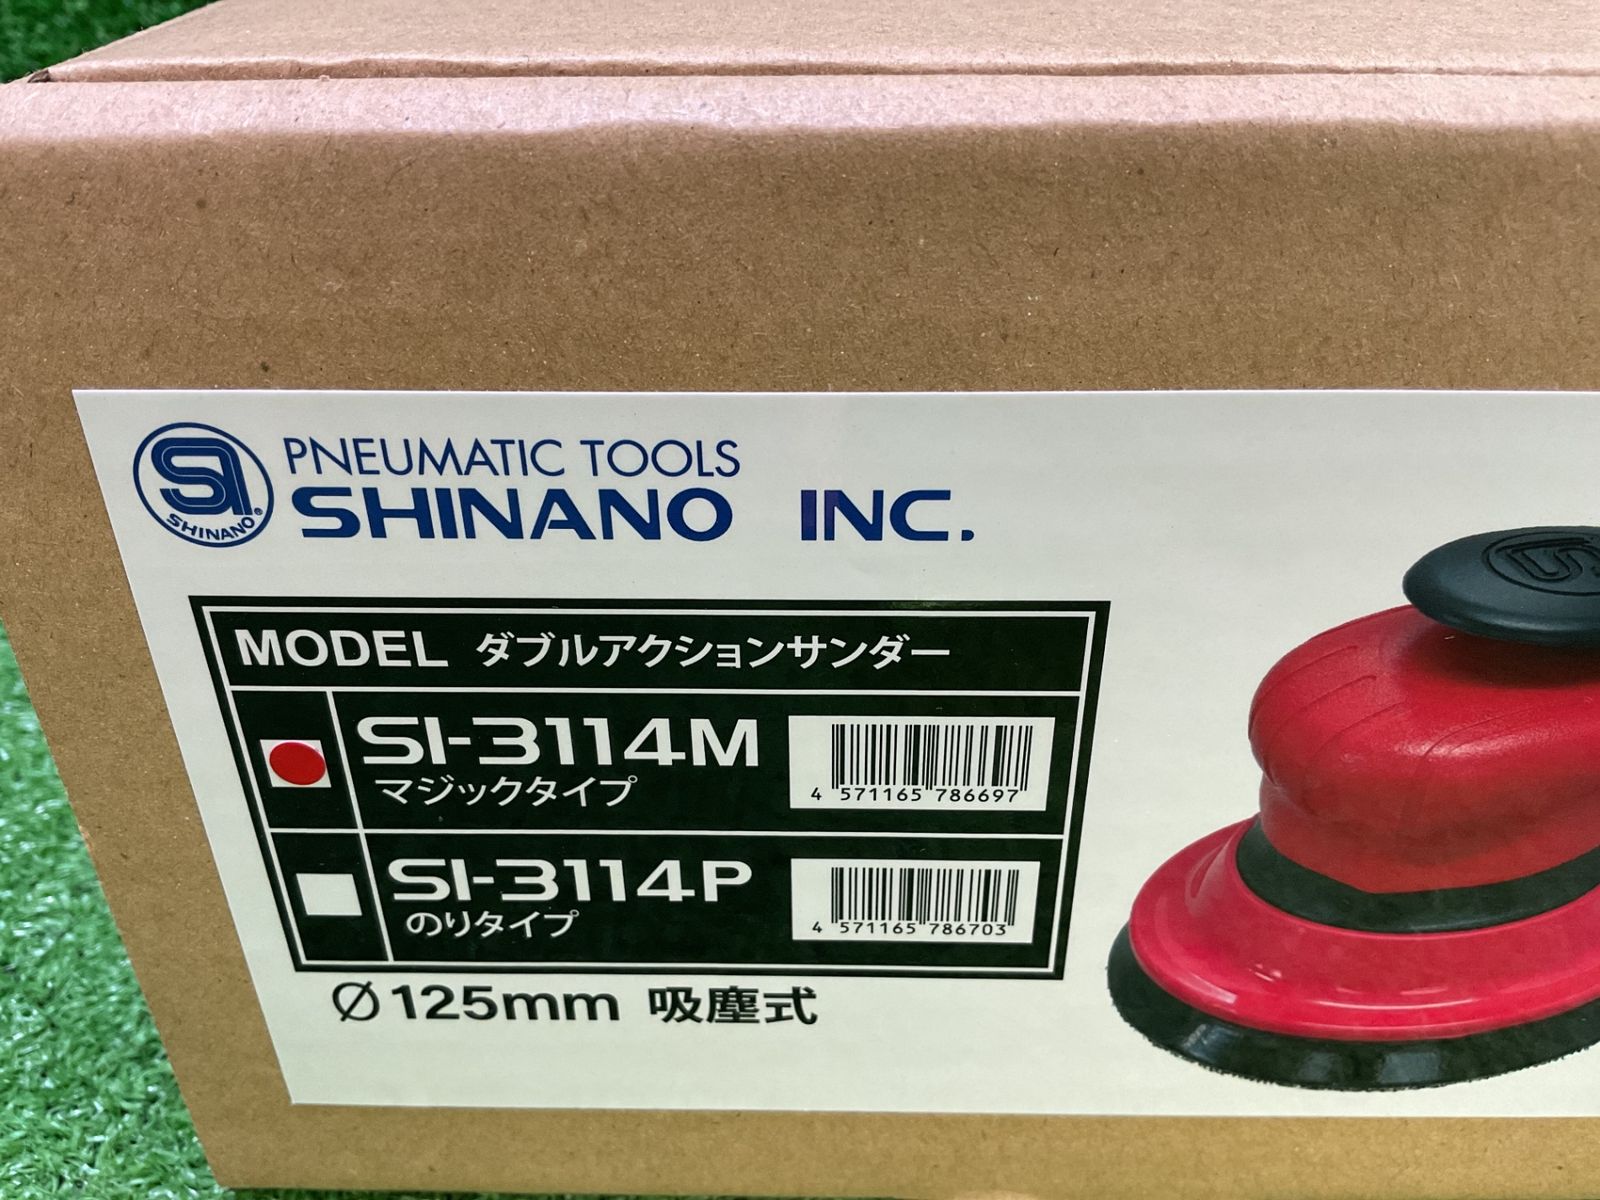 PNEUMATIC TOOLS
SHINANO INC.
SI
SHINANO®
MODEL ダブルアクションサンダー
SI-3114M
マジックタイプ
4 571165 786697
SI-3114P
のりタイプ
4 571165 786703
Ø125mm 吸塵式